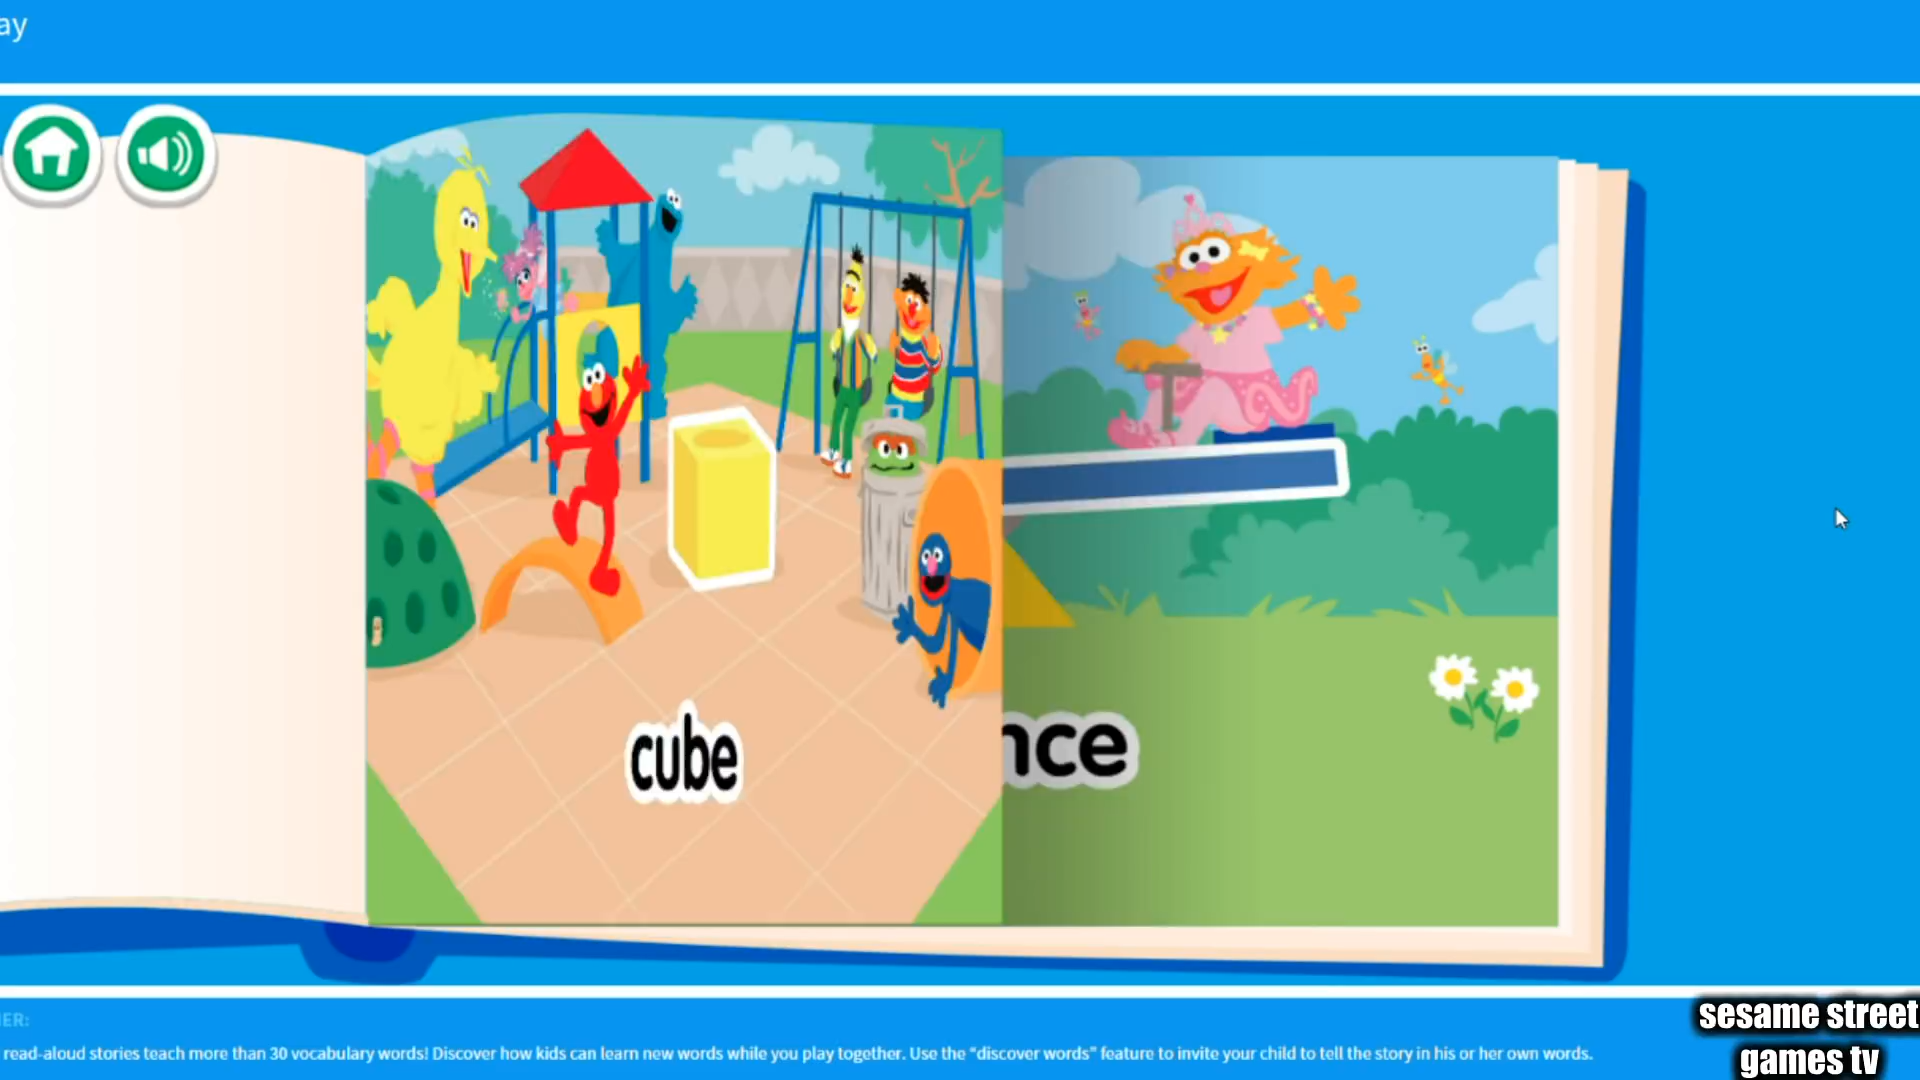 ay
cube
nce
ER:
read-aloud stories teach more than 30 vocabulary words! Discover how kids can learn new words while you play together. Use the “discover words” feature to invite your child to tell the story in his or her own words.
sesame street
games tv